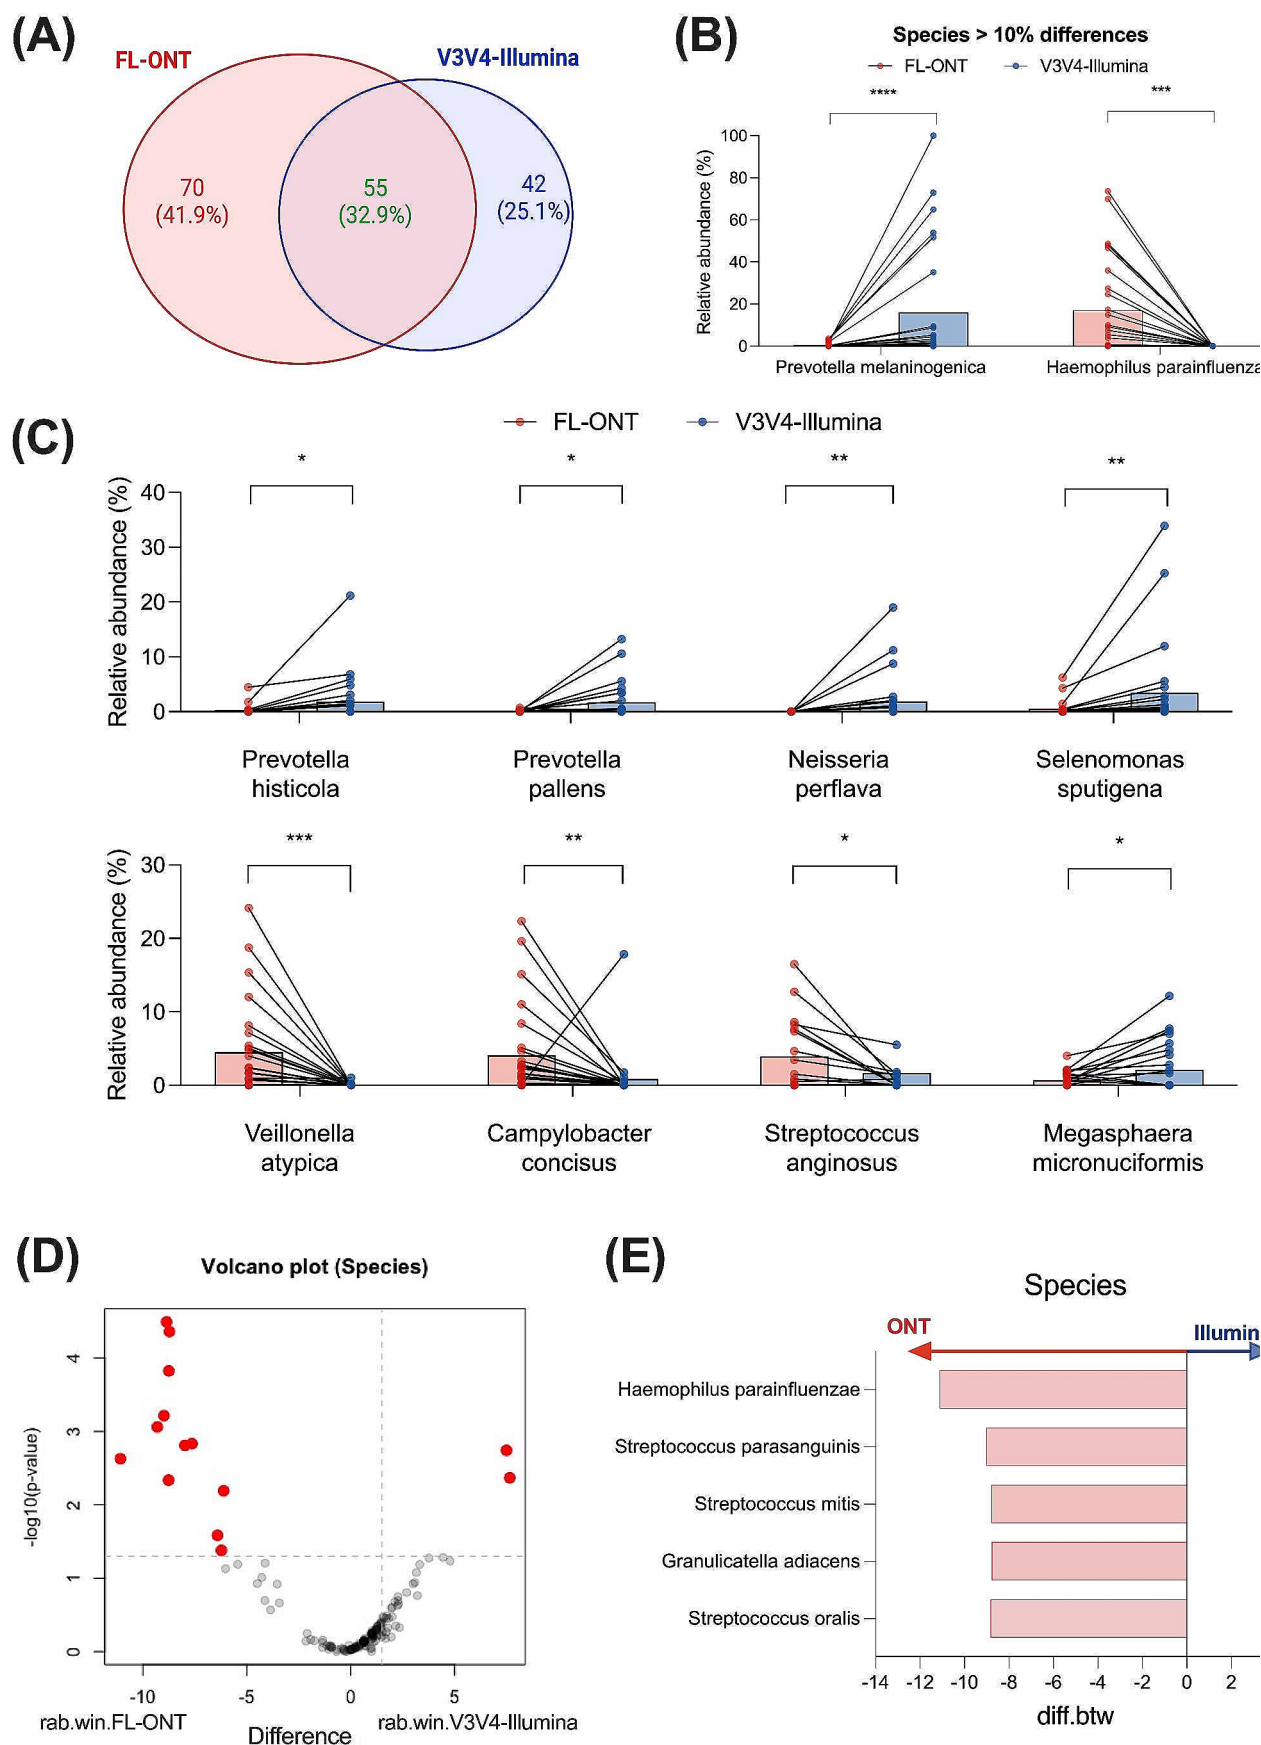 (A)
FL-ONT
V3V4-Illumina
70
(41.9%)
55
(32.9%)
42
(25.1%)
(B)
Species > 10% differences
FL-ONT
V3V4-Illumina
****
***
Relative abundance (%)
100
80
60
40
20
0
Prevotella melaninogenica
Haemophilus parainfluenza
(C)
FL-ONT
V3V4-Illumina
*
*
**
**
Relative abundance (%)
40
30
20
10
0
Prevotella
histicola
Prevotella
pallens
Neisseria
perflava
Selenomonas
sputigena
***
**
*
*
Relative abundance (%)
30
20
10
0
Veillonella
atypica
Campylobacter
concisus
Streptococcus
anginosus
Megasphaera
micronuciformis
(D)
Volcano plot (Species)
-log10(p-value)
4
3
2
1
0
-10
-5
0
5
rab.win.FL-ONT
Difference
rab.win.V3V4-Illumina
(E)
Species
ONT
Illumin
Haemophilus parainfluenzae
Streptococcus parasanguinis
Streptococcus mitis
Granulicatella adiacens
Streptococcus oralis
-14
-12
-10
-8
-6
-4
-2
0
2
diff.btw